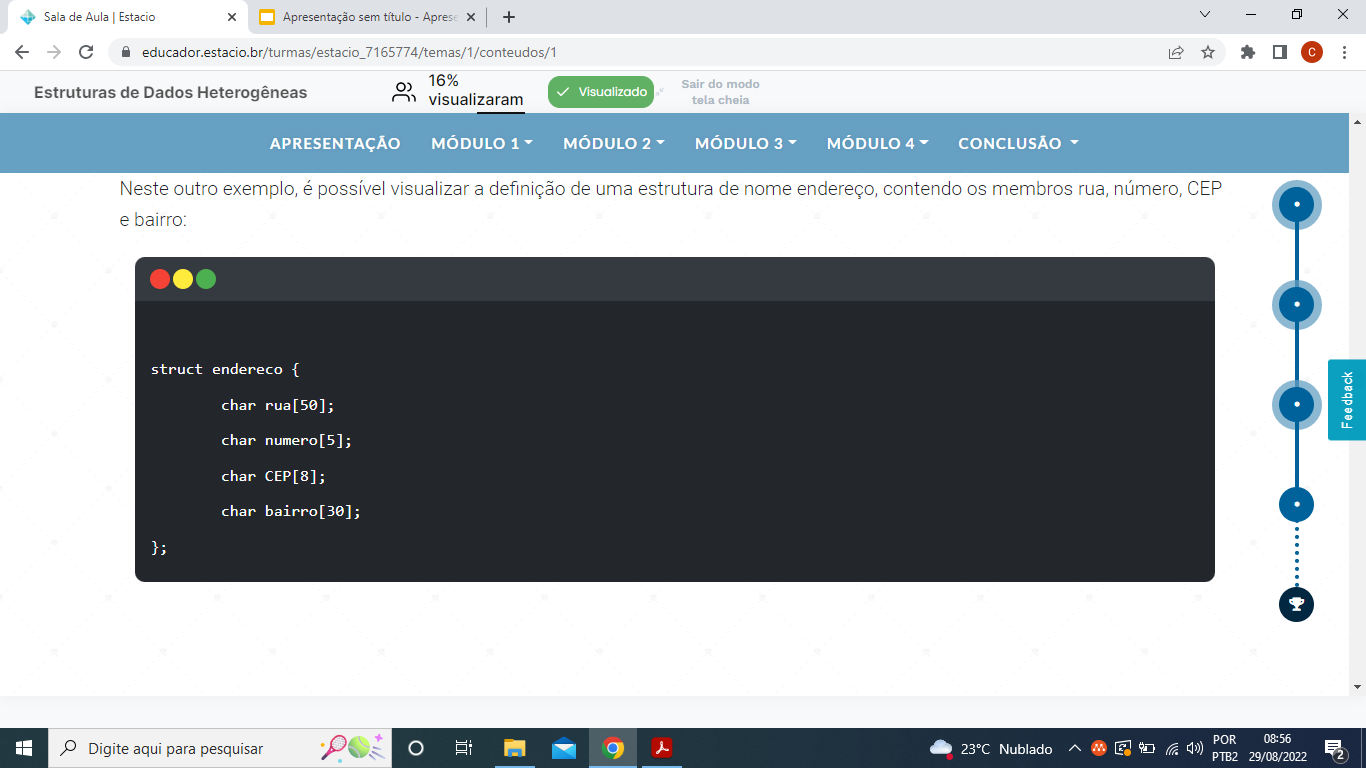 Sala de Aula | Estacio
Apresentação sem título - Aprese
educador.estacio.br/turmas/estacio_7165774/temas/1/conteudos/1
C
Estruturas de Dados Heterogêneas
16%
visualizaram
Visualizado
Sair do modo
tela cheia
APRESENTAÇÃO MÓDULO 1 MÓDULO 2 MÓDULO 3 MÓDULO 4 CONCLUSÃO
Neste outro exemplo, é possível visualizar a definição de uma estrutura de nome endereço, contendo os membros rua, número, CEP
e bairro:
struct endereco {
char rua[50];
char numero[5];
char CEP[8];
char bairro[30];
};
Feedback
Digite aqui para pesquisar
23°C Nublado
POR
PTB2
08:56
29/08/2022
2